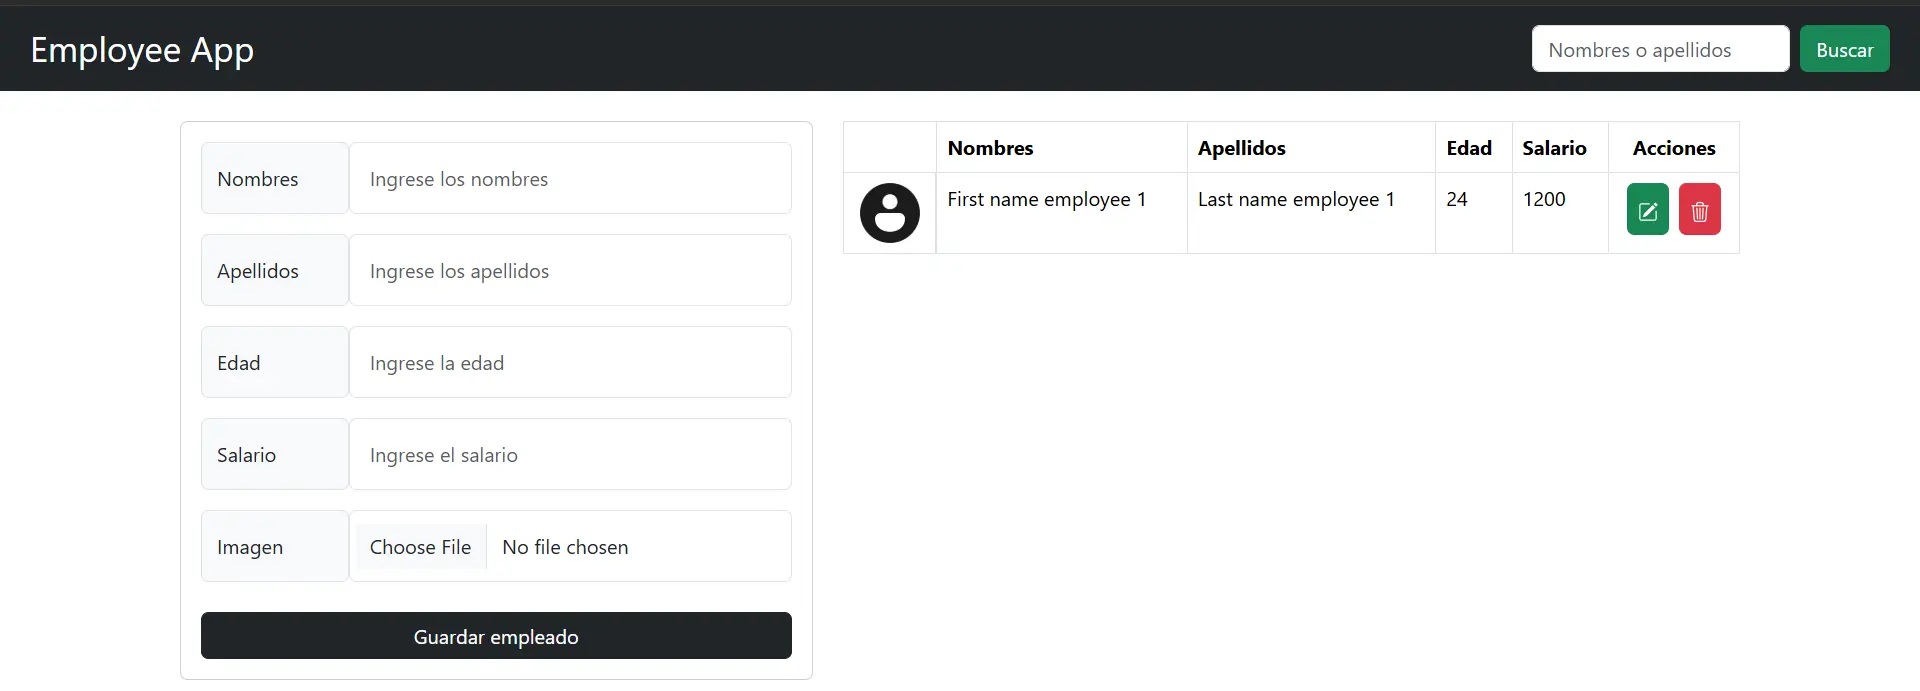 Employee App
Nombres o apellidos
Buscar
Nombres
Ingrese los nombres
Apellidos
Ingrese los apellidos
Edad
Ingrese la edad
Salario
Ingrese el salario
Imagen
Choose File No file chosen
Guardar empleado
Nombres Apellidos Edad Salario Acciones
First name employee 1 Last name employee 1 24 1200